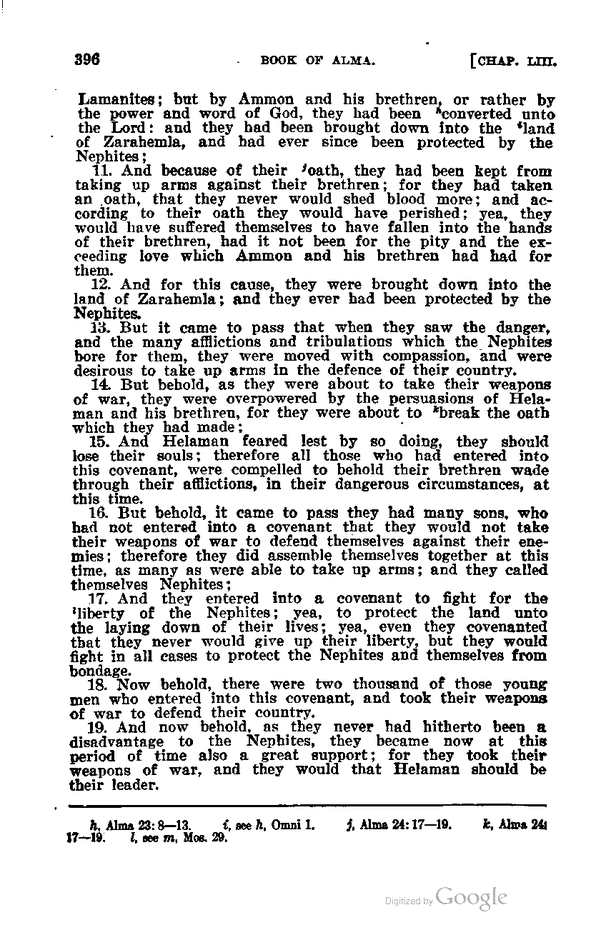 396 BOOK OF ALMA. [CHAP. LIII.
Lamanites; but by Ammon and his brethren, or rather by
the power and word of God, they had been ʰconverted unto
the Lord: and they had been brought down into the ⁱland
of Zarahemla, and had ever since been protected by the
Nephites;
11. And because of their ʲoath, they had been kept from
taking up arms against their brethren; for they had taken
an oath, that they never would shed blood more; and ac-
cording to their oath they would have perished; yea, they
would have suffered themselves to have fallen into the hands
of their brethren, had it not been for the pity and the ex-
ceeding love which Ammon and his brethren had had for
them.
12. And for this cause, they were brought down into the
land of Zarahemla; and they ever had been protected by the
Nephites.
13. But it came to pass that when they saw the danger,
and the many afflictions and tribulations which the Nephites
bore for them, they were moved with compassion, and were
desirous to take up arms in the defence of their country.
14. But behold, as they were about to take their weapons
of war, they were overpowered by the persuasions of Hela-
man and his brethren, for they were about to ᵏbreak the oath
which they had made;
15. And Helaman feared lest by so doing, they should
lose their souls; therefore all those who had entered into
this covenant, were compelled to behold their brethren wade
through their afflictions, in their dangerous circumstances, at
this time.
16. But behold, it came to pass they had many sons, who
had not entered into a covenant that they would not take
their weapons of war to defend themselves against their ene-
mies; therefore they did assemble themselves together at this
time, as many as were able to take up arms; and they called
themselves Nephites;
17. And they entered into a covenant to fight for the
ˡliberty of the Nephites; yea, to protect the land unto
the laying down of their lives; yea, even they covenanted
that they never would give up their liberty, but they would
fight in all cases to protect the Nephites and themselves from
bondage.
18. Now behold, there were two thousand of those young
men who entered into this covenant, and took their weapons
of war to defend their country.
19. And now behold, as they never had hitherto been a
disadvantage to the Nephites, they became now at this
period of time also a great support; for they took their
weapons of war, and they would that Helaman should be
their leader.
h, Alma 23: 8—13. i, see h, Omni 1. j, Alma 24: 17—19. k, Alma 24:
17—19. l, see m, Mos. 29.
Digitized by Google